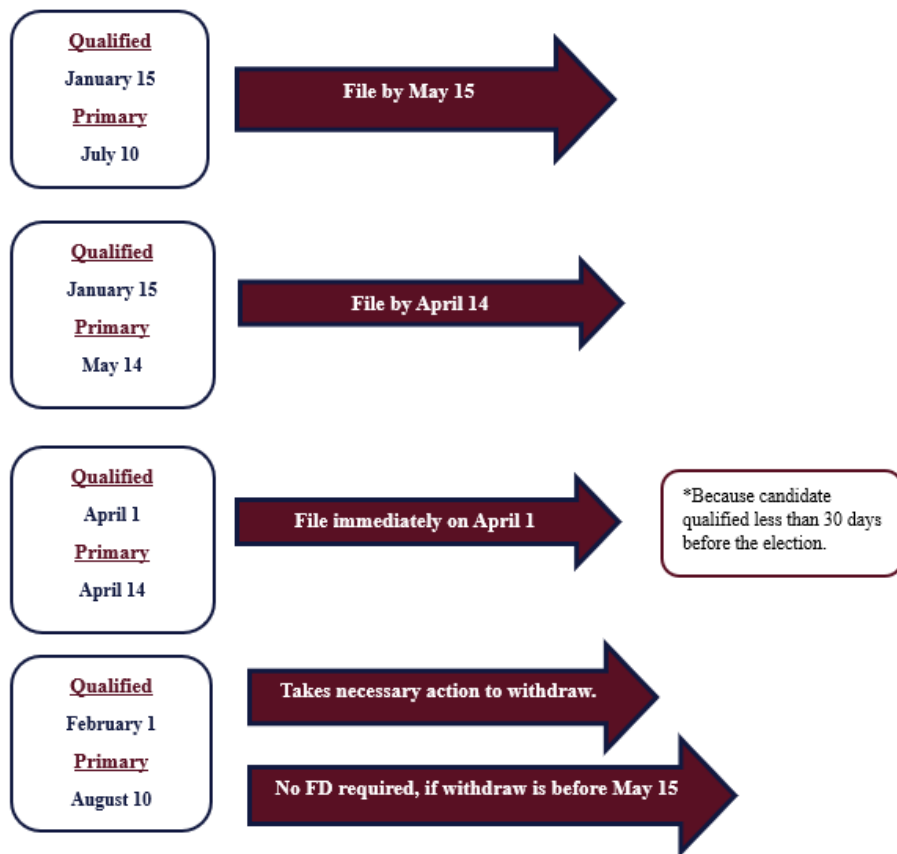 Qualified
January 15
Primary
July 10
File by May 15
Qualified
January 15
Primary
May 14
File by April 14
Qualified
April 1
Primary
April 14
File immediately on April 1
*Because candidate
qualified less than 30 days
before the election.
Qualified
February 1
Primary
August 10
Takes necessary action to withdraw.
No FD required, if withdraw is before May 15